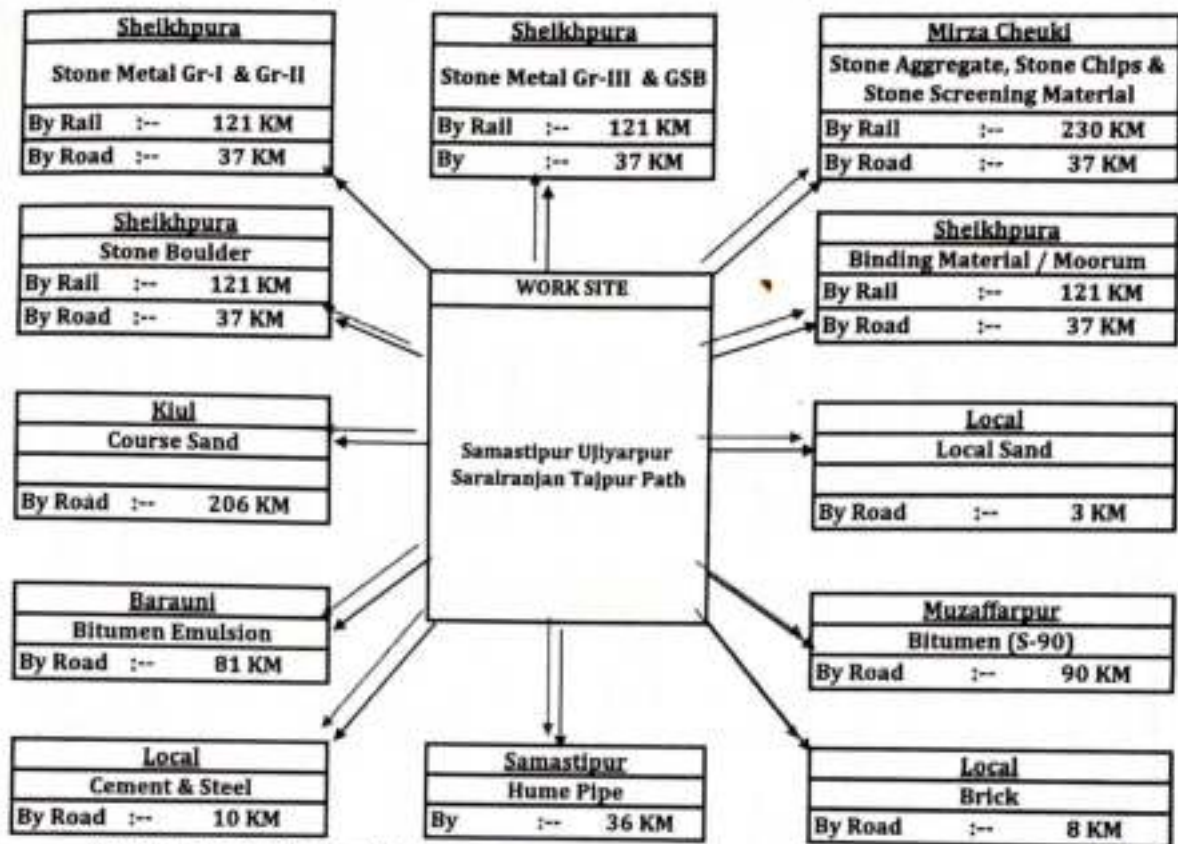 Sheikhpura
Stone Metal Gr-I & Gr-II
By Rail :-- 121 KM
By Road :-- 37 KM
Sheikhpura
Stone Metal Gr-III & GSB
By Rail :-- 121 KM
By :-- 37 KM
Mirza Cheuki
Stone Aggregate, Stone Chips &
Stone Screening Material
By Rail :-- 230 KM
By Road :-- 37 KM
Sheikhpura
Stone Boulder
By Rail :-- 121 KM
By Road :-- 37 KM
WORK SITE
Samastipur Ujiyarpur
Sarairanjan Tajpur Path
Sheikhpura
Binding Material / Moorum
By Rail :-- 121 KM
By Road :-- 37 KM
Kiul
Course Sand
By Road :-- 206 KM
Local
Local Sand
By Road :-- 3 KM
Barauni
Bitumen Emulsion
By Road :-- 81 KM
Muzaffarpur
Bitumen (S-90)
By Road :-- 90 KM
Local
Cement & Steel
By Road :-- 10 KM
Samastipur
Hume Pipe
By :-- 36 KM
Local
Brick
By Road :-- 8 KM